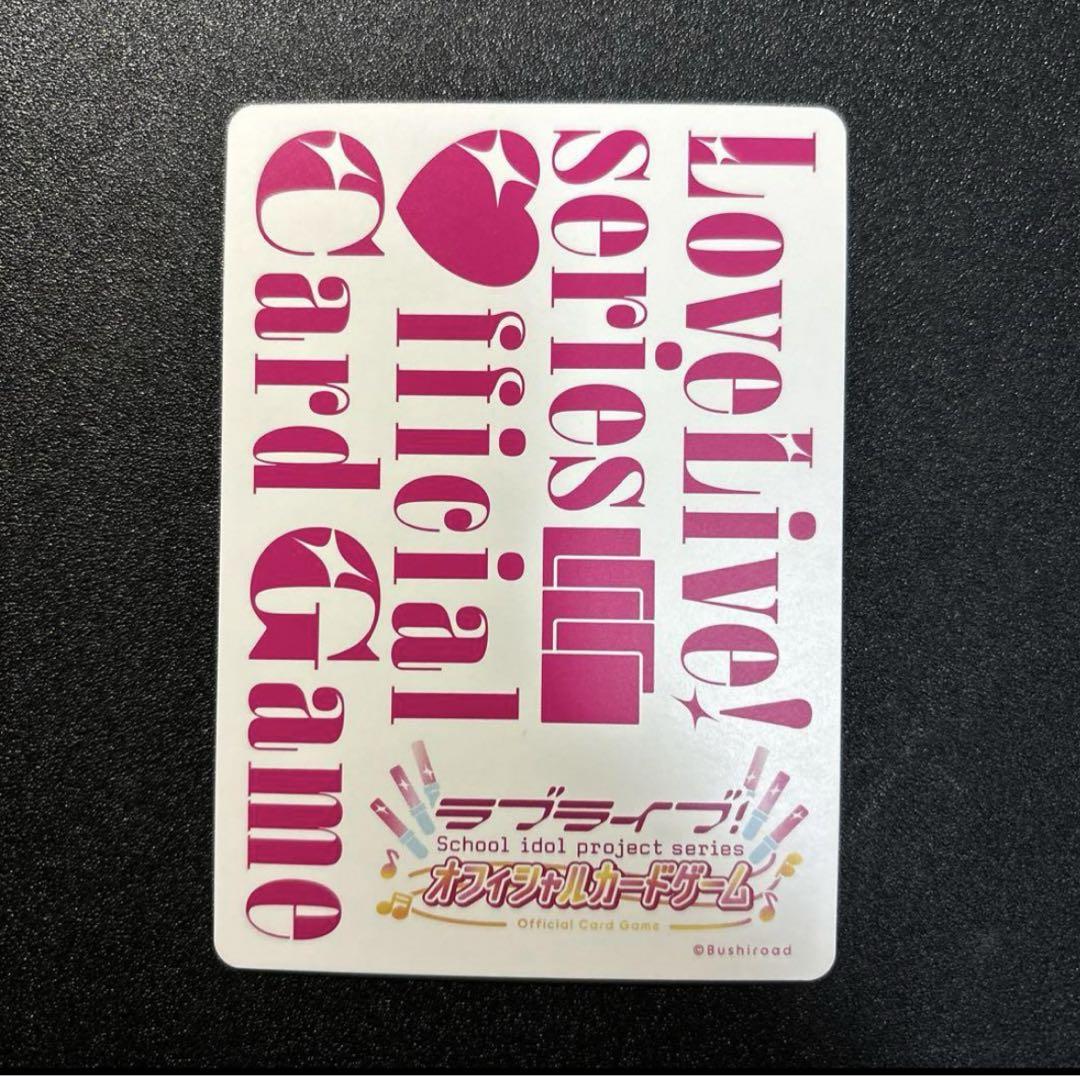 LoveLive!
series
fficial
Card Game
ラブライブ!
School idol project series
オフィシャルカードゲーム
Official Card Game
©Bushiroad